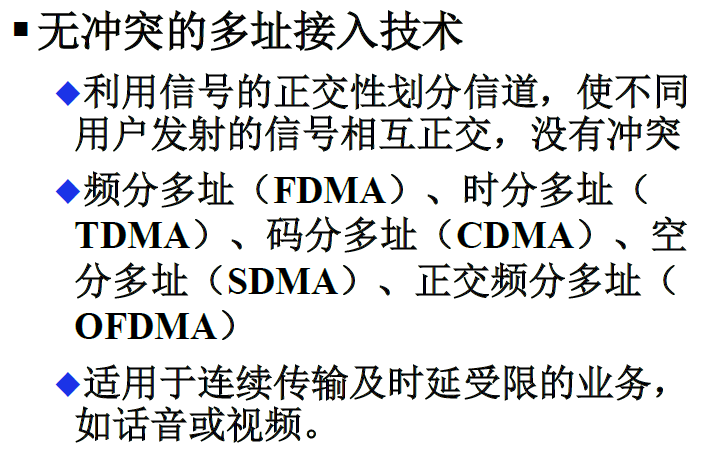 ▪无冲突的多址接入技术
◆利用信号的正交性划分信道，使不同
用户发射的信号相互正交，没有冲突
◆频分多址（FDMA）、时分多址（
TDMA）、码分多址（CDMA）、空
分多址（SDMA）、正交频分多址（
OFDMA）
◆适用于连续传输及时延受限的业务，
如话音或视频。